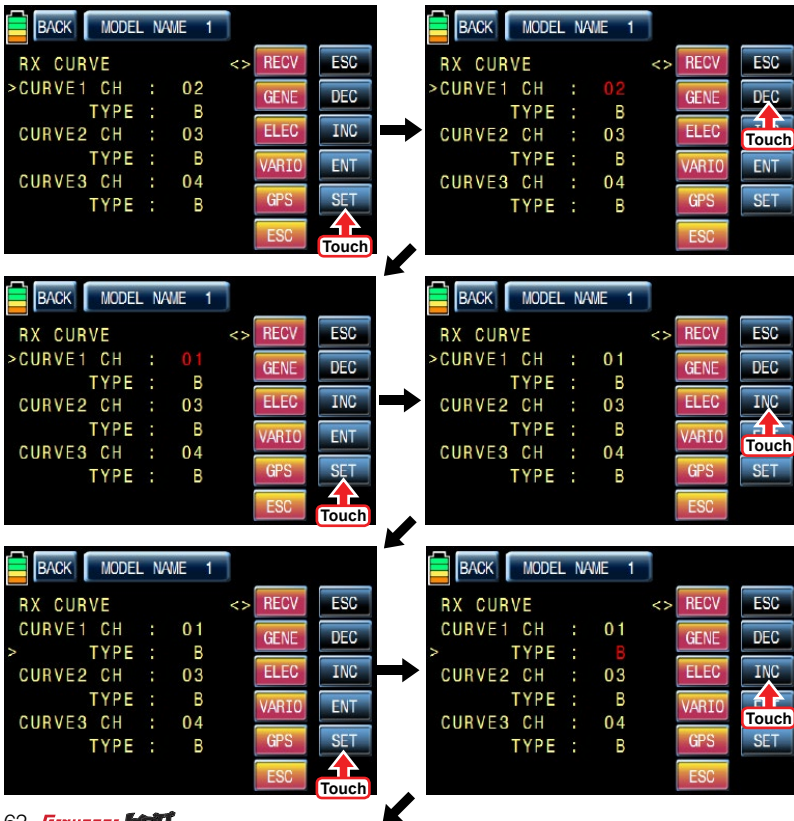 BACK MODEL NAME 1
RX CURVE <> RECV ESC
>CURVE1 CH : 02 GENE DEC
TYPE : B
CURVE2 CH : 03 ELEC INC
TYPE : B VARIO ENT
CURVE3 CH : 04
TYPE : B GPS SET
ESC Touch
BACK MODEL NAME 1
RX CURVE <> RECV ESC
>CURVE1 CH : 02 GENE DEC
TYPE : B
CURVE2 CH : 03 ELEC Touch
TYPE : B VARIO ENT
CURVE3 CH : 04
TYPE : B GPS SET
ESC
BACK MODEL NAME 1
RX CURVE <> RECV ESC
>CURVE1 CH : 01 GENE DEC
TYPE : B
CURVE2 CH : 03 ELEC INC
TYPE : B VARIO ENT
CURVE3 CH : 04
TYPE : B GPS SET
ESC Touch
BACK MODEL NAME 1
RX CURVE <> RECV ESC
>CURVE1 CH : 01 GENE DEC
TYPE : B
CURVE2 CH : 03 ELEC INC
TYPE : B VARIO Touch
CURVE3 CH : 04
TYPE : B GPS SET
ESC
BACK MODEL NAME 1
RX CURVE <> RECV ESC
CURVE1 CH : 01 GENE DEC
> TYPE : B
CURVE2 CH : 03 ELEC INC
TYPE : B VARIO ENT
CURVE3 CH : 04
TYPE : B GPS SET
ESC Touch
BACK MODEL NAME 1
RX CURVE <> RECV ESC
CURVE1 CH : 01 GENE DEC
> TYPE : B
CURVE2 CH : 03 ELEC INC
TYPE : B VARIO Touch
CURVE3 CH : 04
TYPE : B GPS SET
ESC